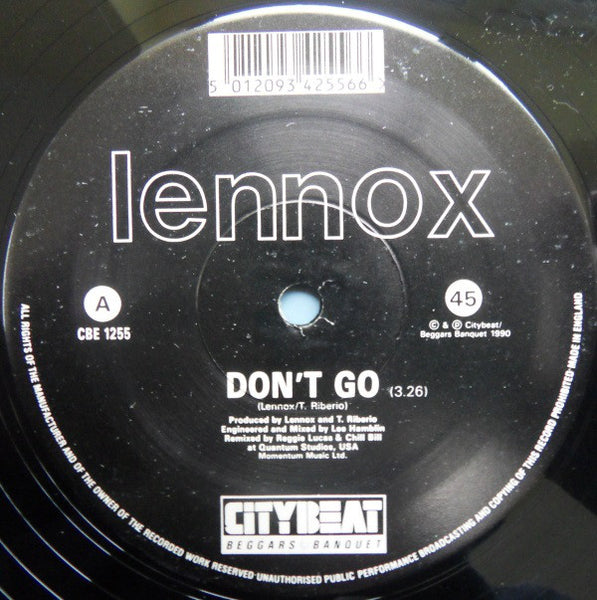 5 012093 425566
lennox
A
CBE 1255
45
© & ℗ Citybeat/
Beggars Banquet 1990
DON'T GO (3.26)
(Lennox/T. Riberio)
Produced by Lennox and T. Riberio
Engineered and Mixed by Lee Hamblin
Remixed by Reggie Lucas & Chill Bill
at Quantum Studios, USA
Momentum Music Ltd.
CITYBEAT
BEGGARS BANQUET
ALL RIGHTS OF THE MANUFACTURER AND OF THE OWNER OF THE RECORDED WORK RESERVED·UNAUTHORISED PUBLIC PERFORMANCE BROADCASTING AND COPYING OF THIS RECORD PROHIBITED·MADE IN ENGLAND